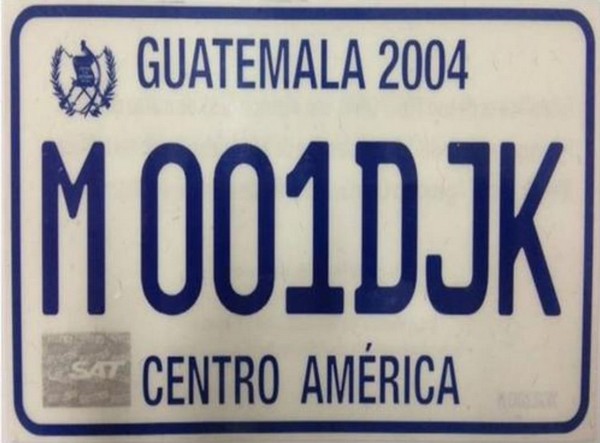 GUATEMALA 2004
M 001DJK
SAT
CENTRO AMÉRICA